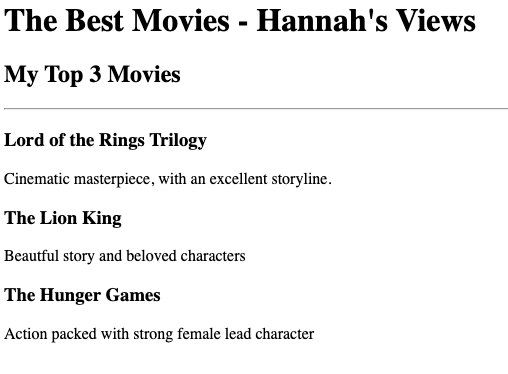 The Best Movies - Hannah's Views
My Top 3 Movies
Lord of the Rings Trilogy
Cinematic masterpiece, with an excellent storyline.
The Lion King
Beautful story and beloved characters
The Hunger Games
Action packed with strong female lead character